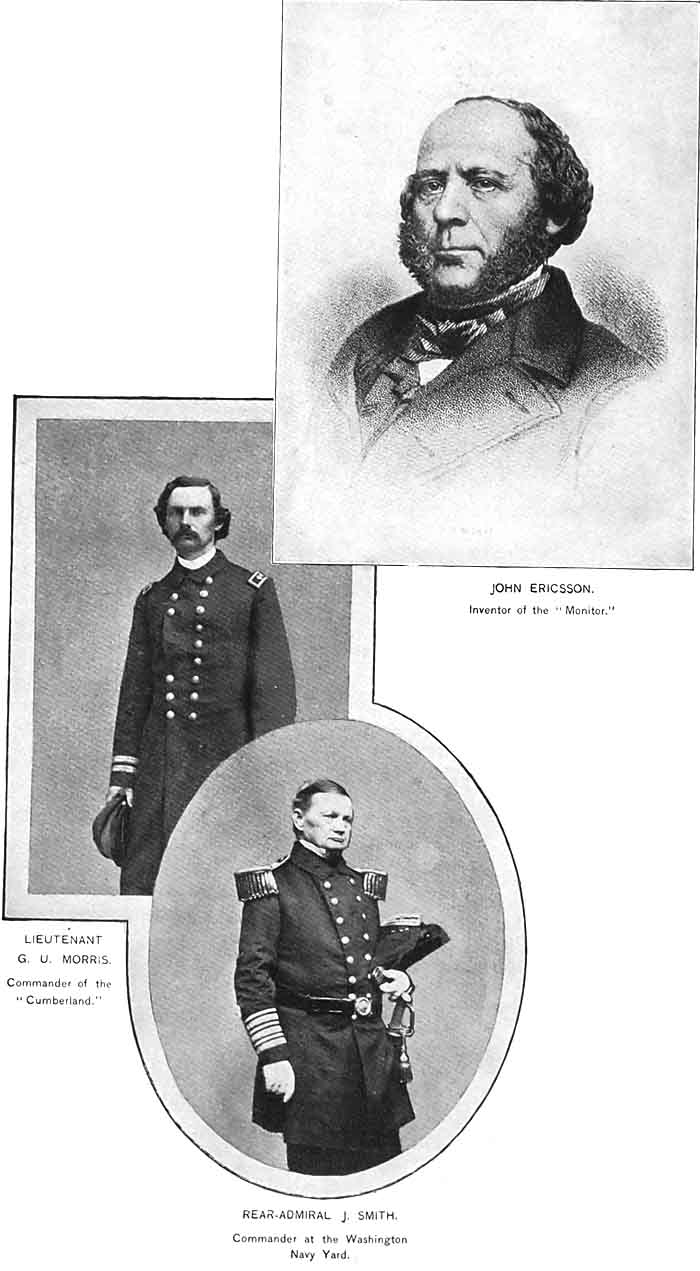 JOHN ERICSSON.
Inventor of the "Monitor."
LIEUTENANT
G. U. MORRIS.
Commander of the
"Cumberland."
REAR-ADMIRAL J. SMITH.
Commander at the Washington
Navy Yard.